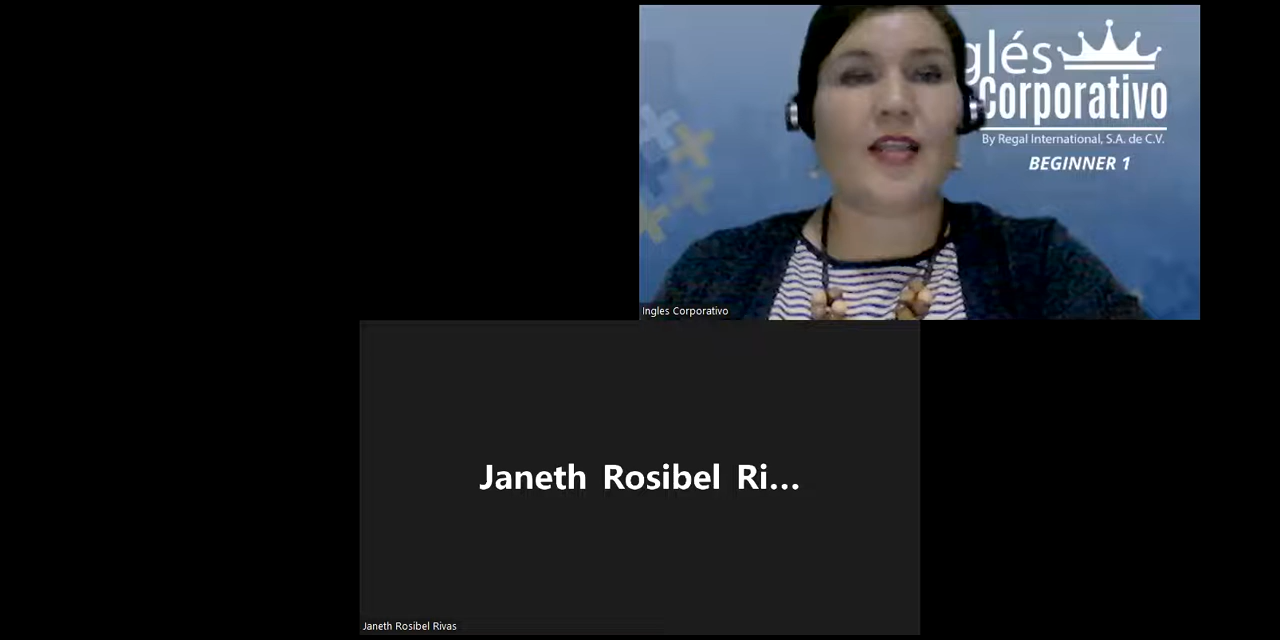 glés
Corporativo
By Regal International, S.A. de C.V.
BEGINNER 1
Ingles Corporativo
Janeth Rosibel Ri...
Janeth Rosibel Rivas